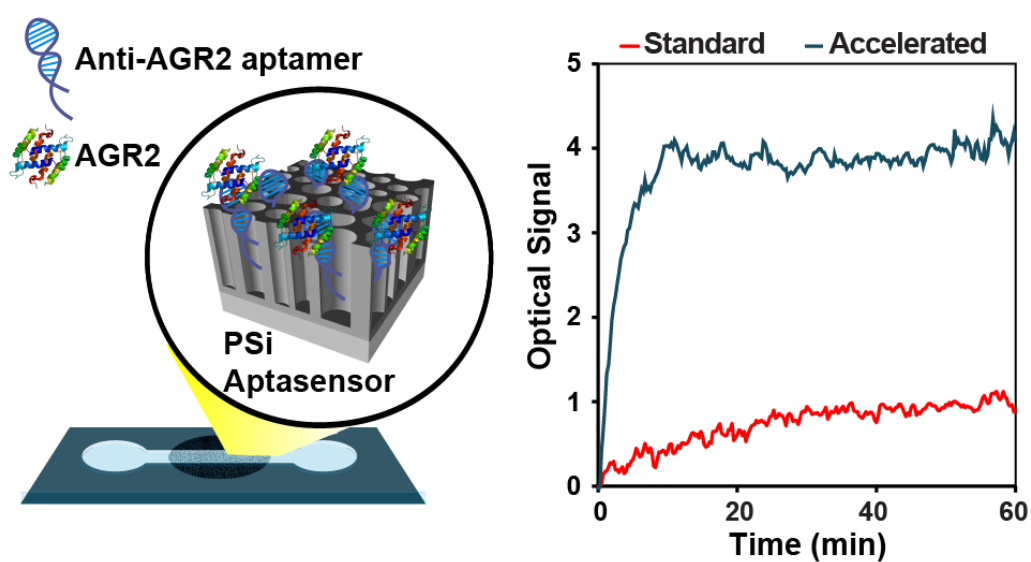 Anti-AGR2 aptamer
AGR2
PSi
Aptasensor
Standard
Accelerated
Optical Signal
5
4
3
2
1
0
0
20
40
60
Time (min)